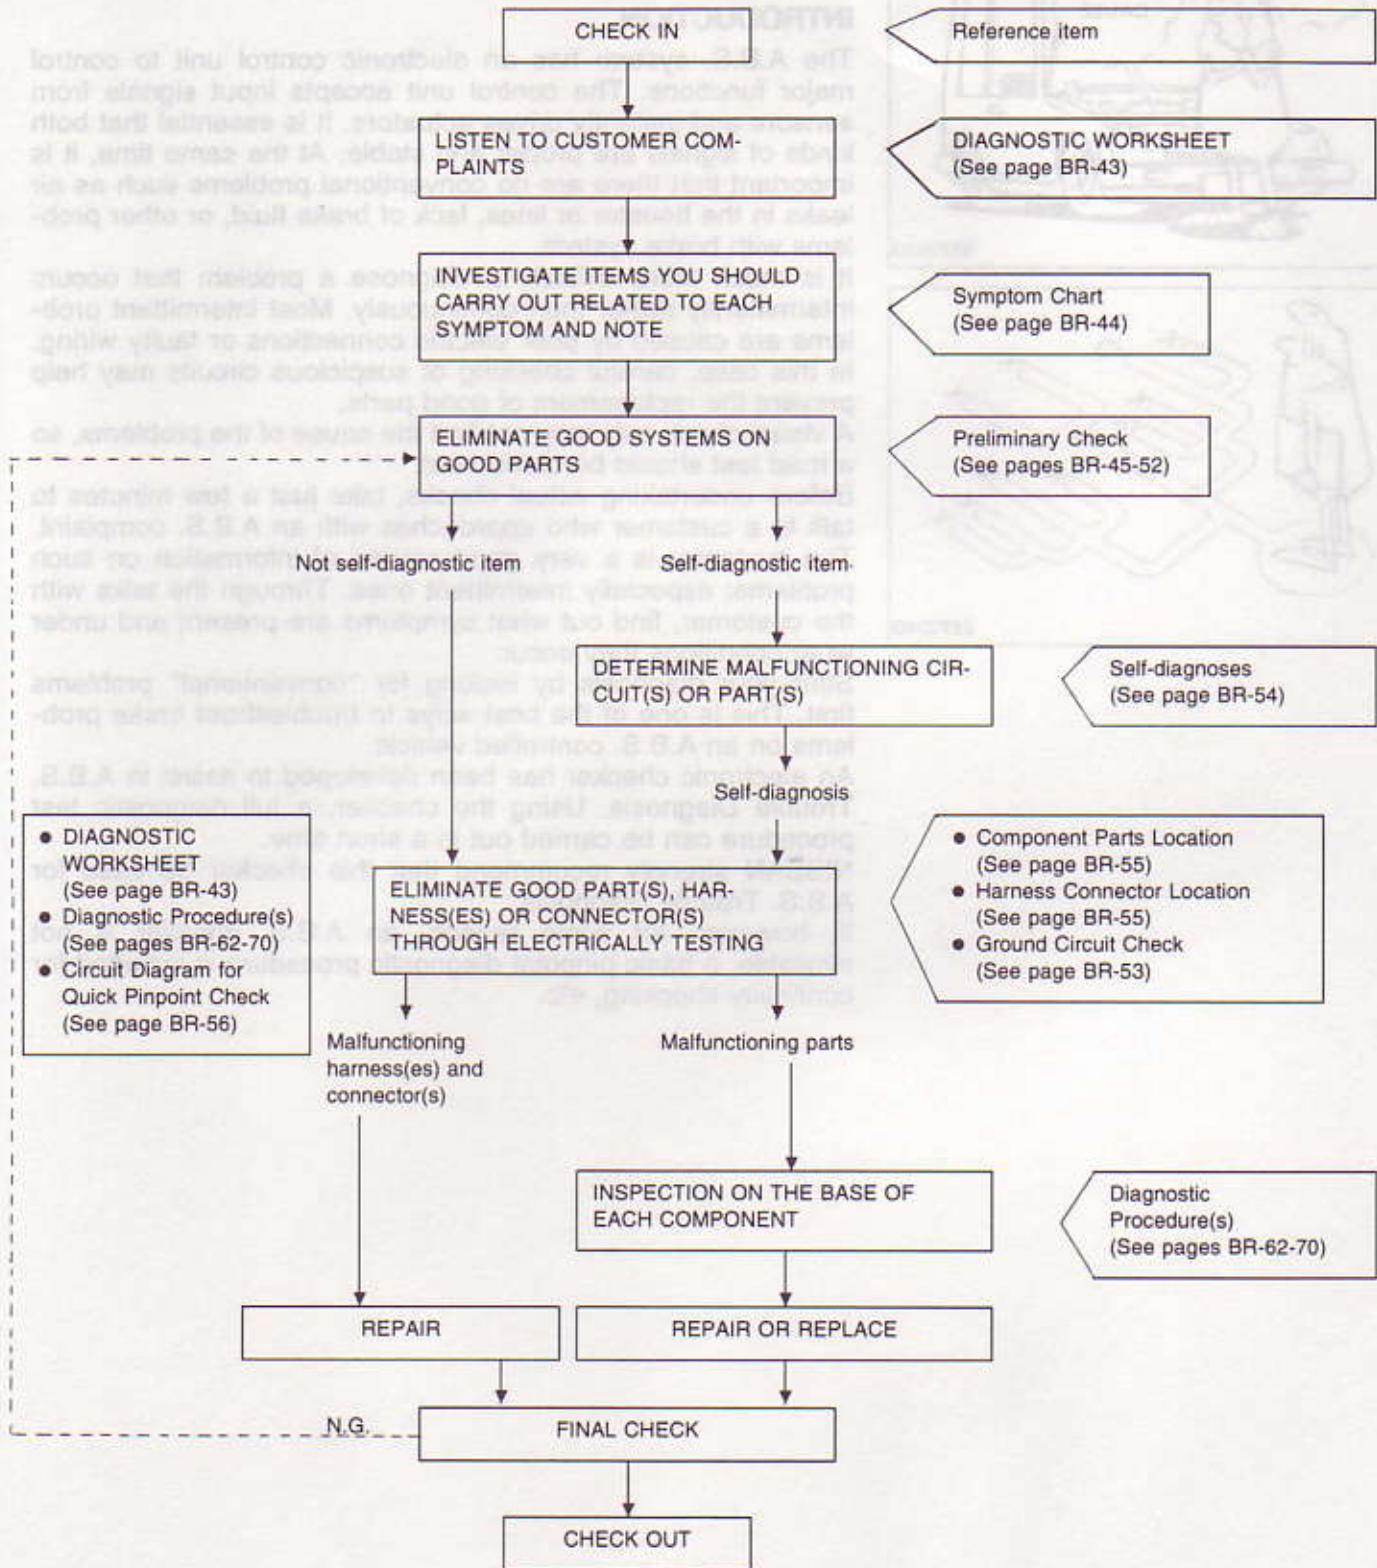 CHECK IN
Reference item
LISTEN TO CUSTOMER COM-
PLAINTS
DIAGNOSTIC WORKSHEET
(See page BR-43)
INVESTIGATE ITEMS YOU SHOULD
CARRY OUT RELATED TO EACH
SYMPTOM AND NOTE
Symptom Chart
(See page BR-44)
ELIMINATE GOOD SYSTEMS ON
GOOD PARTS
Preliminary Check
(See pages BR-45-52)
Not self-diagnostic item
Self-diagnostic item
DETERMINE MALFUNCTIONING CIR-
CUIT(S) OR PART(S)
Self-diagnoses
(See page BR-54)
Self-diagnosis
● DIAGNOSTIC
WORKSHEET
(See page BR-43)
● Diagnostic Procedure(s)
(See pages BR-62-70)
● Circuit Diagram for
Quick Pinpoint Check
(See page BR-56)
ELIMINATE GOOD PART(S), HAR-
NESS(ES) OR CONNECTOR(S)
THROUGH ELECTRICALLY TESTING
● Component Parts Location
(See page BR-55)
● Harness Connector Location
(See page BR-55)
● Ground Circuit Check
(See page BR-53)
Malfunctioning
harness(es) and
connector(s)
Malfunctioning parts
INSPECTION ON THE BASE OF
EACH COMPONENT
Diagnostic
Procedure(s)
(See pages BR-62-70)
REPAIR
REPAIR OR REPLACE
N.G.
FINAL CHECK
CHECK OUT